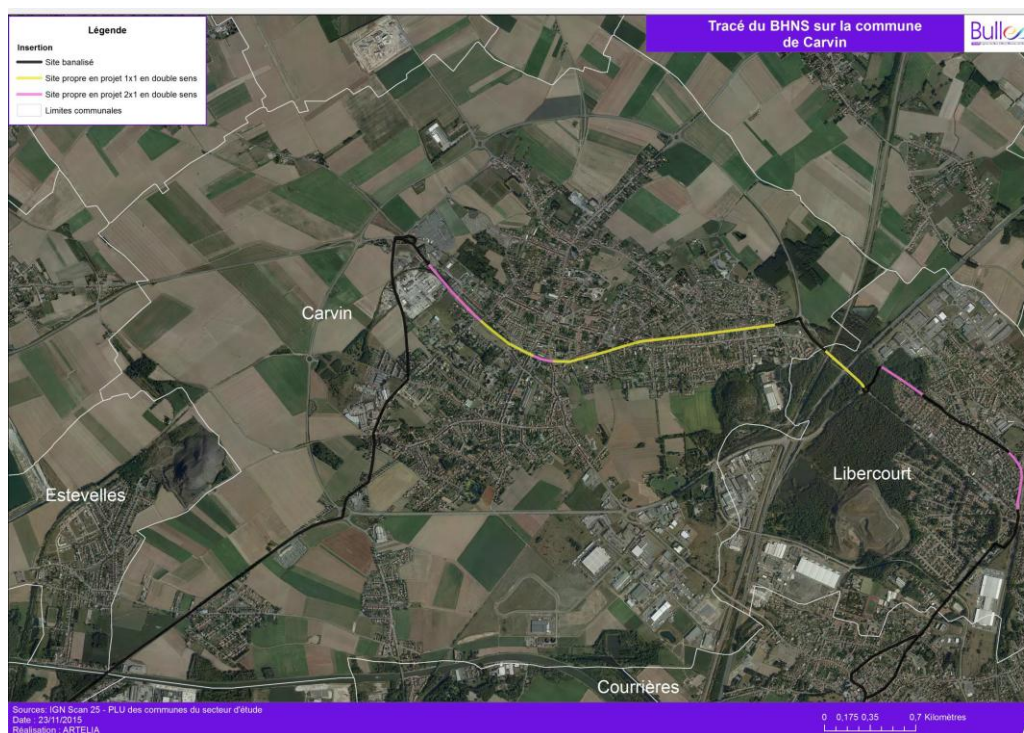 Légende
Insertion
Site banalisé
Site propre en projet 1x1 en double sens
Site propre en projet 2x1 en double sens
Limites communales
Tracé du BHNS sur la commune
de Carvin
Carvin
Estevelles
Libercourt
Courrières
Sources: IGN Scan 25 - PLU des communes du secteur d'étude
Date : 23/11/2015
Réalisation : ARTELIA
0 0,175 0,35 0,7 Kilomètres